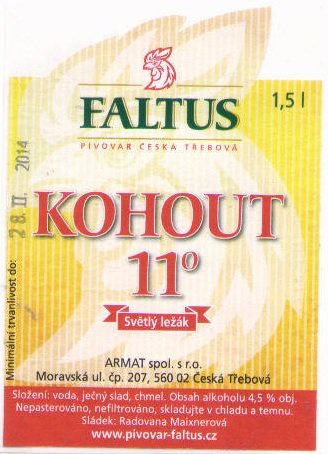 FALTUS
1,5 l
PIVOVAR ČESKÁ TŘEBOVÁ
KOHOUT
11º
Světlý ležák
Minimální trvanlivost do:
28. II. 2014
ARMAT spol. s r.o.
Moravská ul. čp. 207, 560 02 Česká Třebová
Složení: voda, ječný slad, chmel. Obsah alkoholu 4,5 % obj.
Nepasterováno, nefiltrováno, skladujte v chladu a temnu.
Sládek: Radovana Maixnerová
www.pivovar-faltus.cz